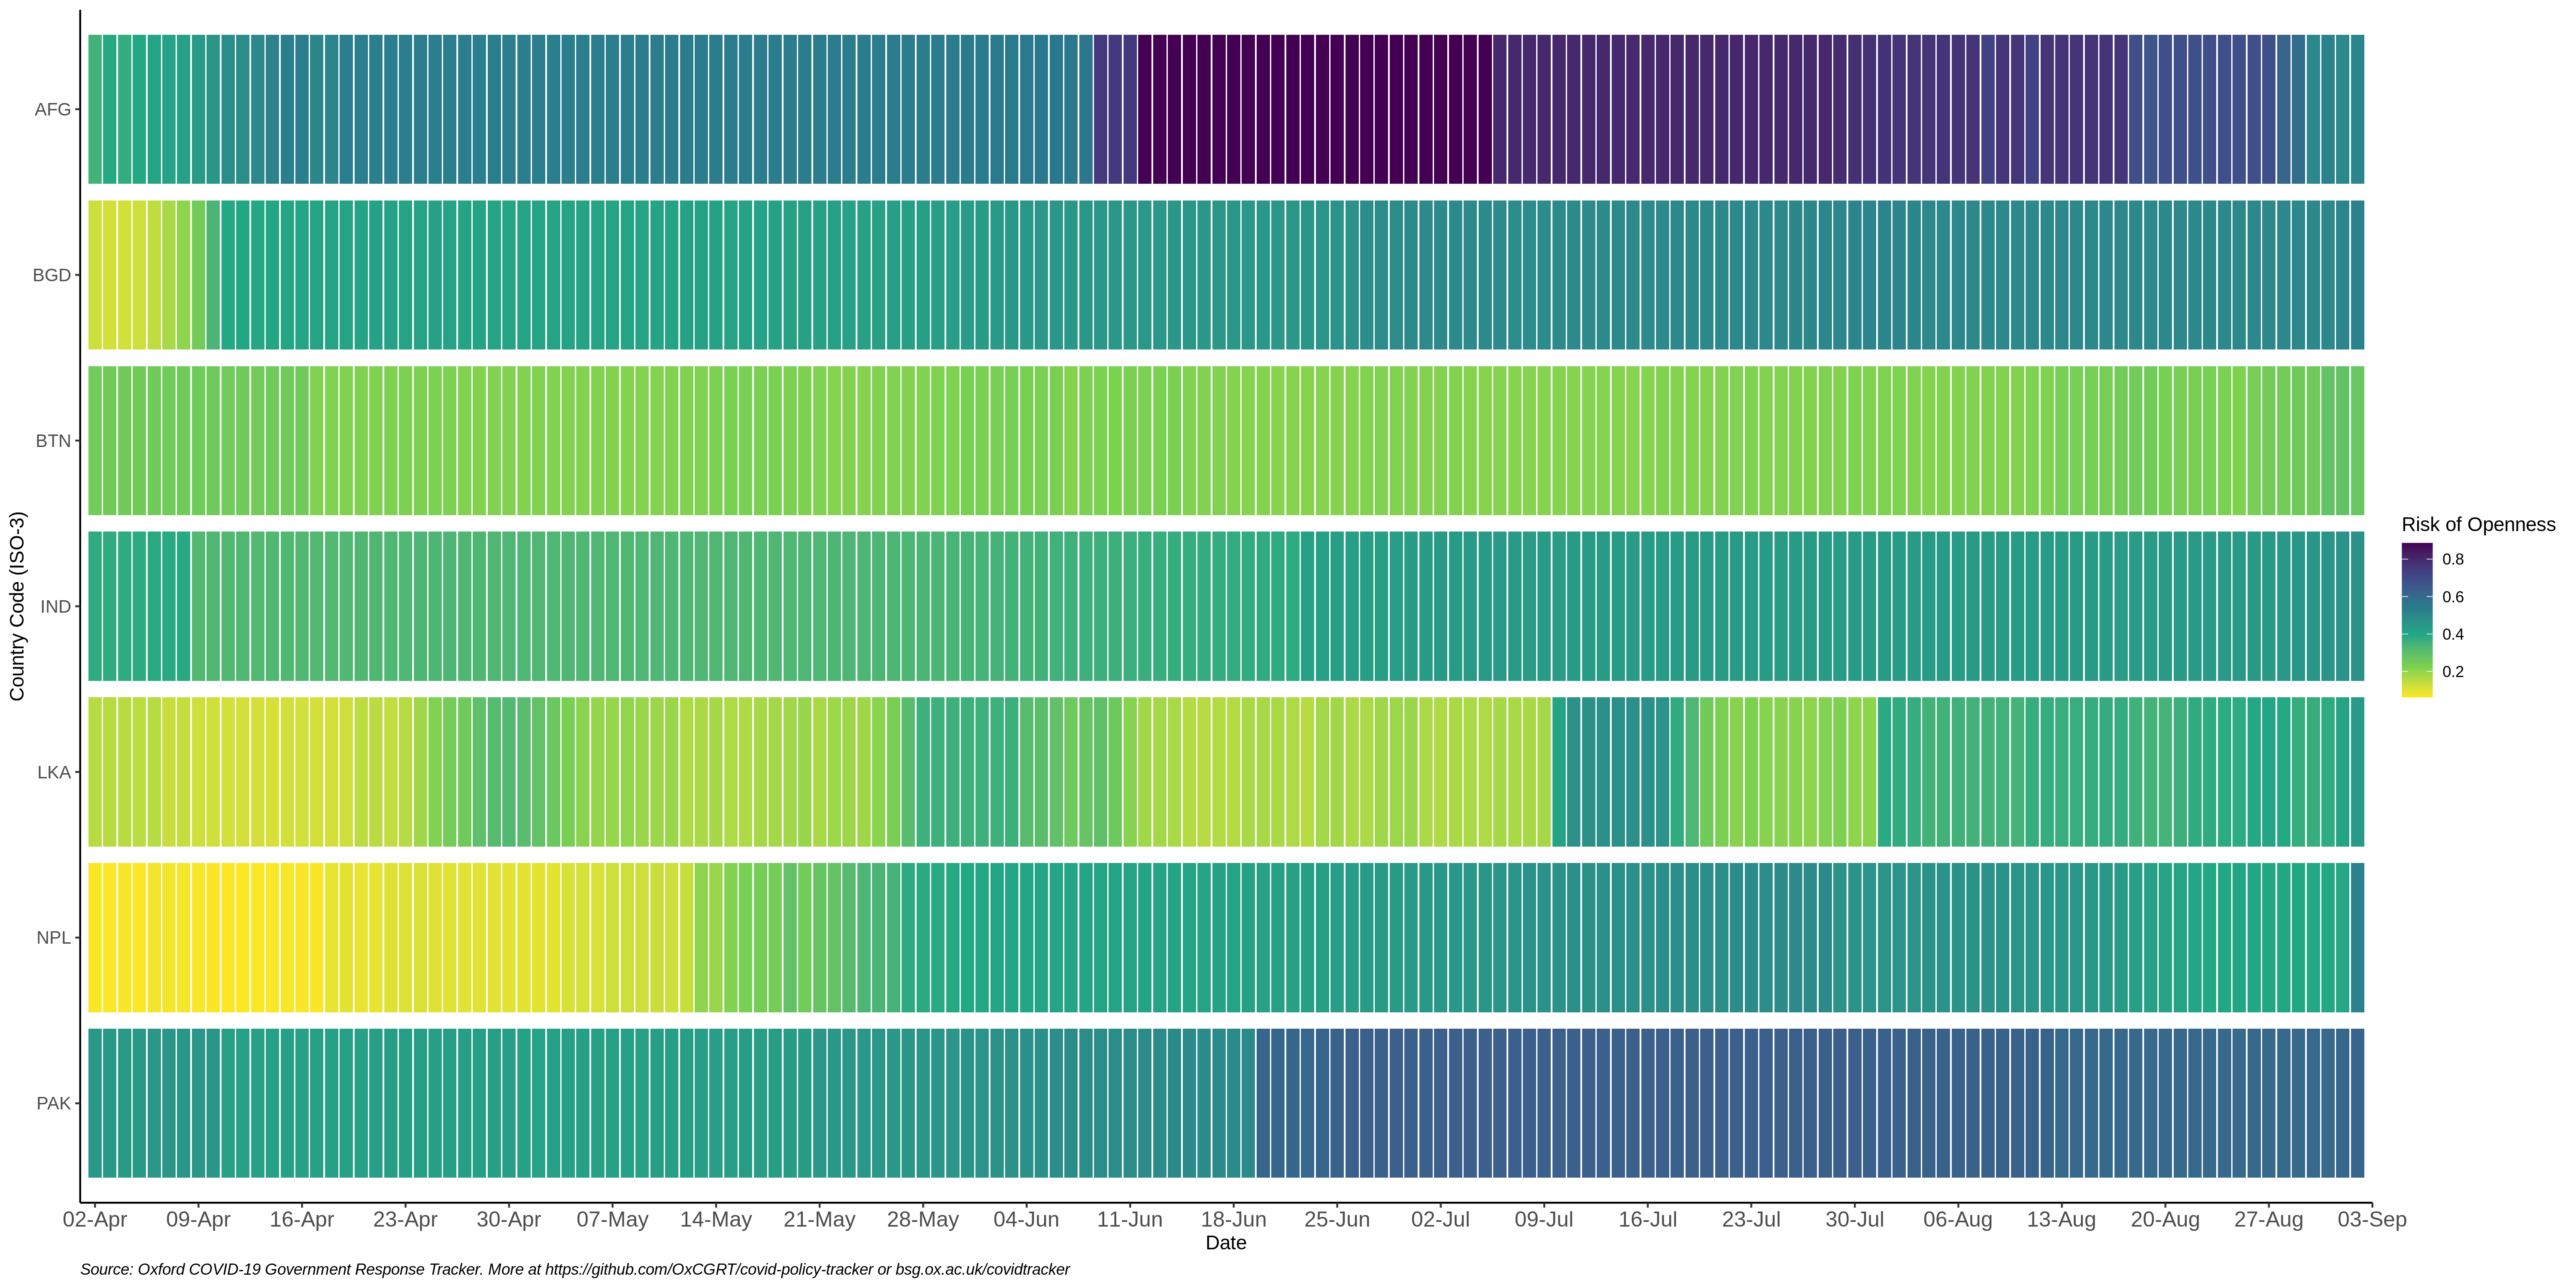 AFG
BGD
BTN
IND
LKA
NPL
PAK
Country Code (ISO-3)
Risk of Openness
0.8
0.6
0.4
0.2
02-Apr 09-Apr 16-Apr 23-Apr 30-Apr 07-May 14-May 21-May 28-May 04-Jun 11-Jun 18-Jun 25-Jun 02-Jul 09-Jul 16-Jul 23-Jul 30-Jul 06-Aug 13-Aug 20-Aug 27-Aug 03-Sep
Date
Source: Oxford COVID-19 Government Response Tracker. More at https://github.com/OxCGRT/covid-policy-tracker or bsg.ox.ac.uk/covidtracker